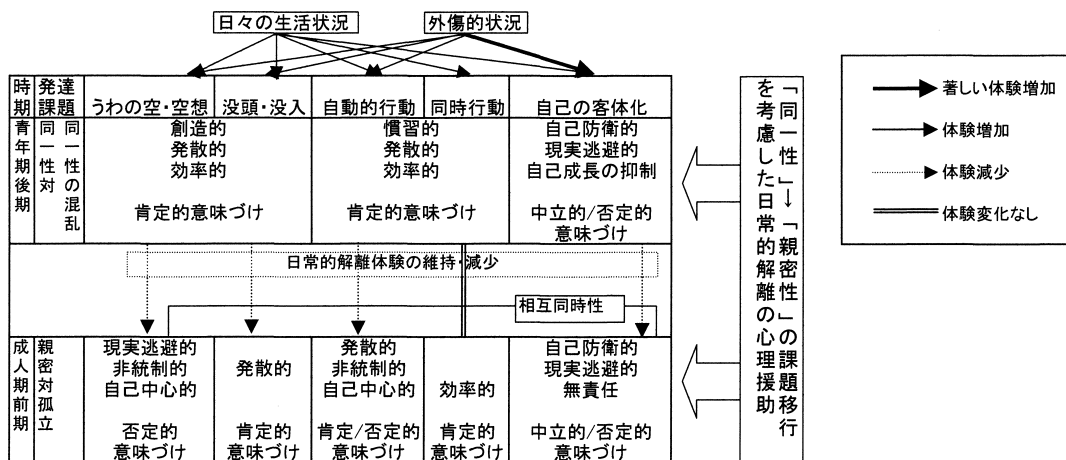 日々の生活状況
外傷的状況
時期
発達課題
うわの空・空想
没頭・没入
自動的行動
同時行動
自己の客体化
青年期後期
同一性対
同一性の混乱
創造的
発散的
効率的
肯定的意味づけ
慣習的
発散的
効率的
肯定的意味づけ
自己防衛的
現実逃避的
自己成長の抑制
中立的/否定的
意味づけ
日常的解離体験の維持・減少
相互同時性
成人期前期
親密対孤立
現実逃避的
非統制的
自己中心的
否定的
意味づけ
発散的
肯定的
意味づけ
発散的
非統制的
自己中心的
肯定/否定的
意味づけ
効率的
肯定的
意味づけ
自己防衛的
現実逃避的
無責任
中立的/否定的
意味づけ
「同一性」→「親密性」の課題移行
を考慮した日常的解離の心理援助
著しい体験増加
体験増加
体験減少
体験変化なし